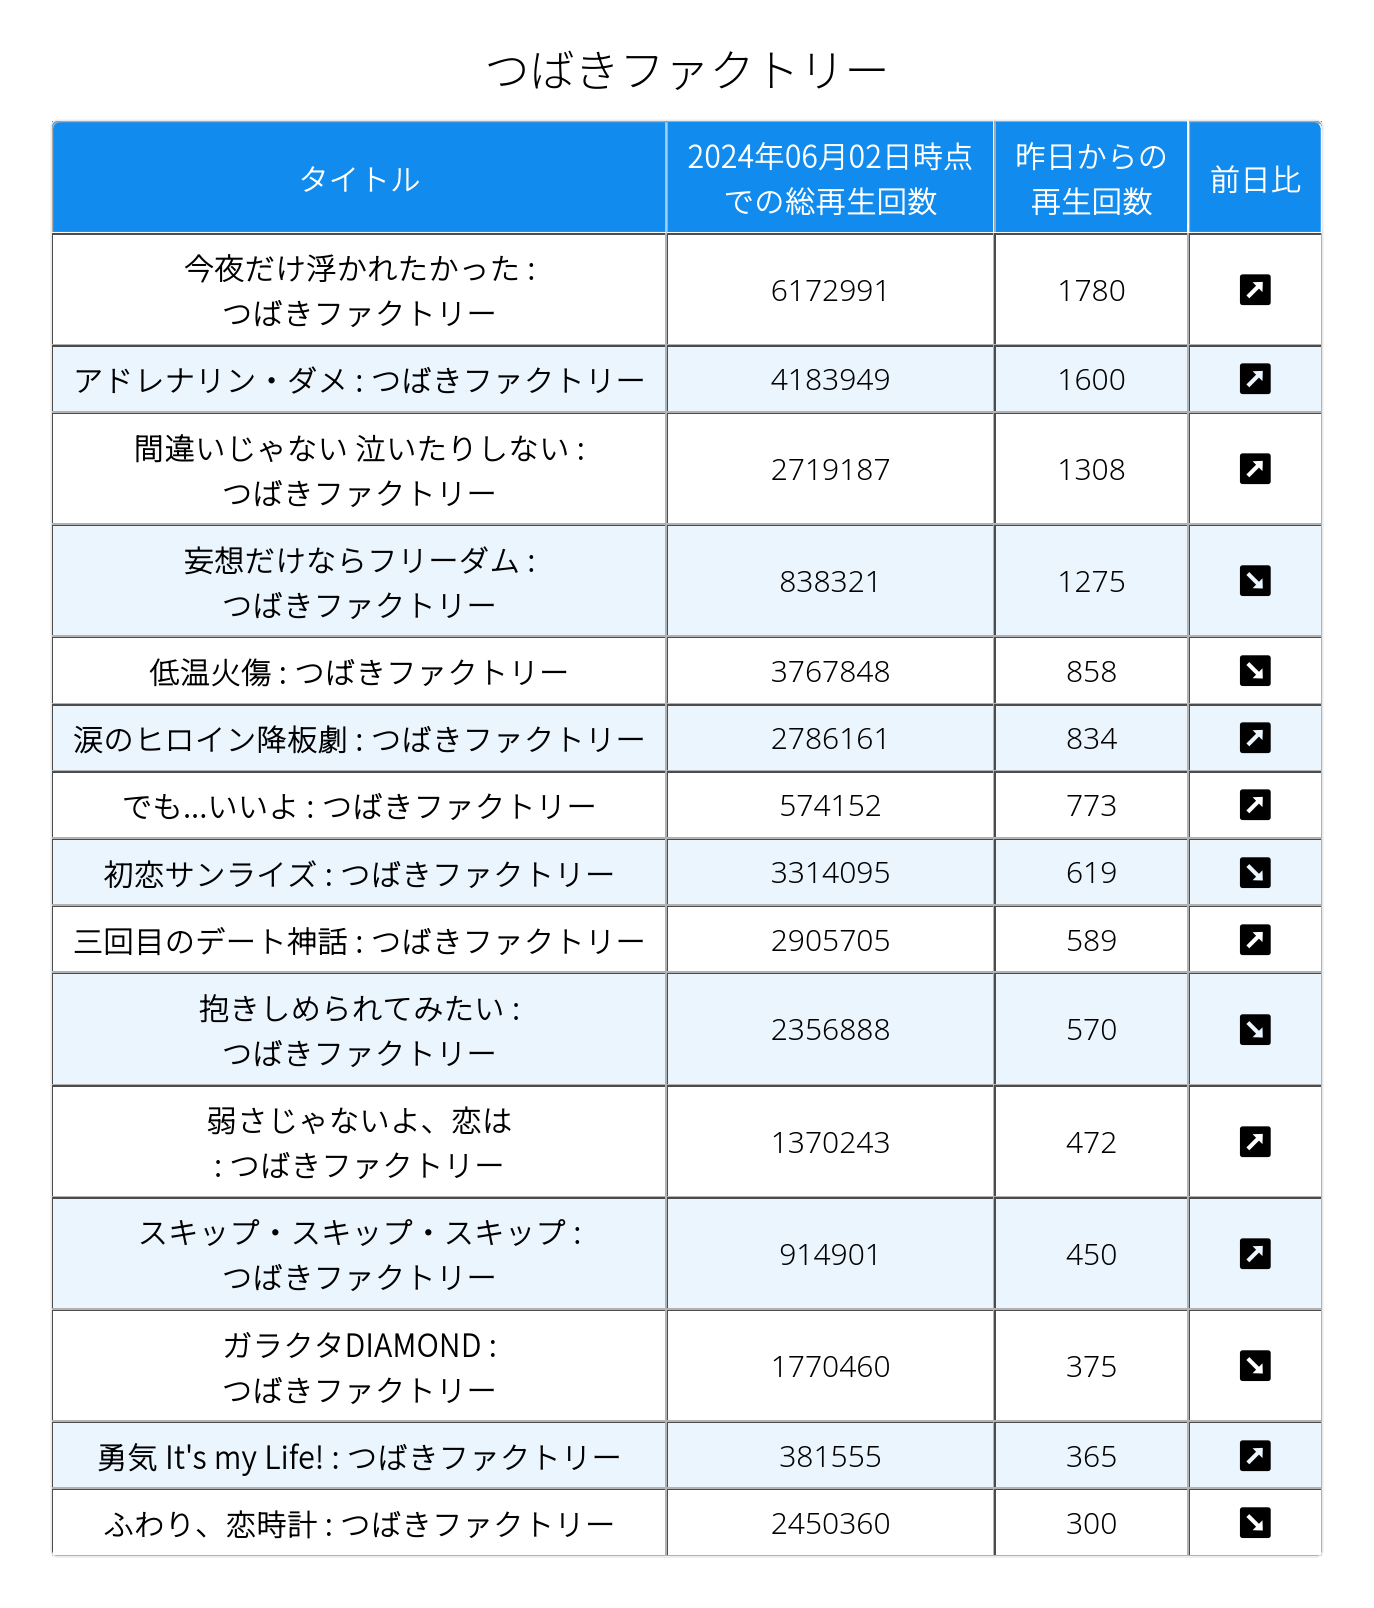 つばきファクトリー
タイトル
2024年06月02日時点
での総再生回数
昨日からの
再生回数
前日比
今夜だけ浮かれたかった :
つばきファクトリー
6172991
1780
アドレナリン・ダメ : つばきファクトリー
4183949
1600
間違いじゃない 泣いたりしない :
つばきファクトリー
2719187
1308
妄想だけならフリーダム :
つばきファクトリー
838321
1275
低温火傷 : つばきファクトリー
3767848
858
涙のヒロイン降板劇 : つばきファクトリー
2786161
834
でも...いいよ : つばきファクトリー
574152
773
初恋サンライズ : つばきファクトリー
3314095
619
三回目のデート神話 : つばきファクトリー
2905705
589
抱きしめられてみたい :
つばきファクトリー
2356888
570
弱さじゃないよ、恋は
: つばきファクトリー
1370243
472
スキップ・スキップ・スキップ :
つばきファクトリー
914901
450
ガラクタDIAMOND :
つばきファクトリー
1770460
375
勇気 It's my Life! : つばきファクトリー
381555
365
ふわり、恋時計 : つばきファクトリー
2450360
300